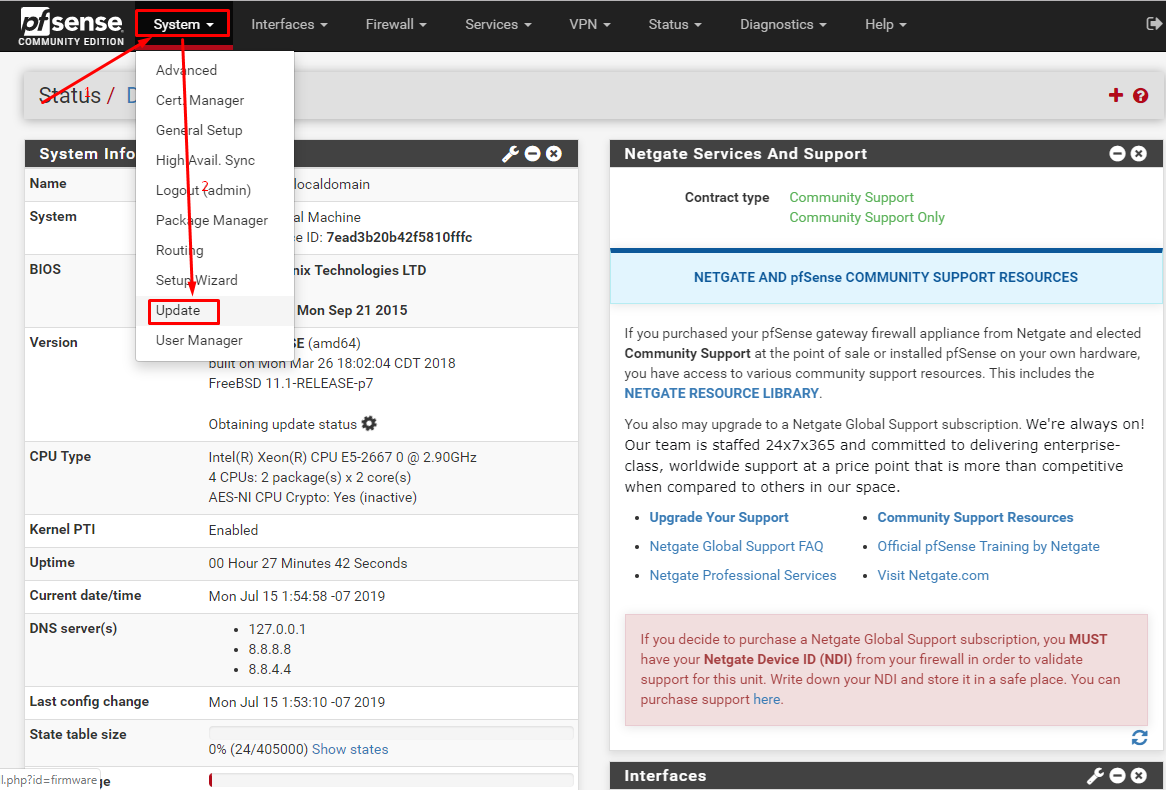 pfsense
COMMUNITY EDITION
System
Interfaces
Firewall
Services
VPN
Status
Diagnostics
Help
Advanced
Cert. Manager
General Setup
High Avail. Sync
Logout (admin)
Package Manager
Routing
Setup Wizard
Update
User Manager
1
2
Status / D
System Info
Name
localdomain
System
al Machine
e ID: 7ead3b20b42f5810fffc
BIOS
nix Technologies LTD
Mon Sep 21 2015
Version
SE (amd64)
built on Mon Mar 26 18:02:04 CDT 2018
FreeBSD 11.1-RELEASE-p7
Obtaining update status
CPU Type
Intel(R) Xeon(R) CPU E5-2667 0 @ 2.90GHz
4 CPUs: 2 package(s) x 2 core(s)
AES-NI CPU Crypto: Yes (inactive)
Kernel PTI
Enabled
Uptime
00 Hour 27 Minutes 42 Seconds
Current date/time
Mon Jul 15 1:54:58 -07 2019
DNS server(s)
• 127.0.0.1
• 8.8.8.8
• 8.8.4.4
Last config change
Mon Jul 15 1:53:10 -07 2019
State table size
0% (24/405000) Show states
ge
l.php?id=firmware
Netgate Services And Support
Contract type
Community Support
Community Support Only
NETGATE AND pfSense COMMUNITY SUPPORT RESOURCES
If you purchased your pfSense gateway firewall appliance from Netgate and elected
Community Support at the point of sale or installed pfSense on your own hardware,
you have access to various community support resources. This includes the
NETGATE RESOURCE LIBRARY.
You also may upgrade to a Netgate Global Support subscription. We're always on!
Our team is staffed 24x7x365 and committed to delivering enterprise-
class, worldwide support at a price point that is more than competitive
when compared to others in our space.
• Upgrade Your Support
• Community Support Resources
• Netgate Global Support FAQ
• Official pfSense Training by Netgate
• Netgate Professional Services
• Visit Netgate.com
If you decide to purchase a Netgate Global Support subscription, you MUST
have your Netgate Device ID (NDI) from your firewall in order to validate
support for this unit. Write down your NDI and store it in a safe place. You can
purchase support here.
Interfaces